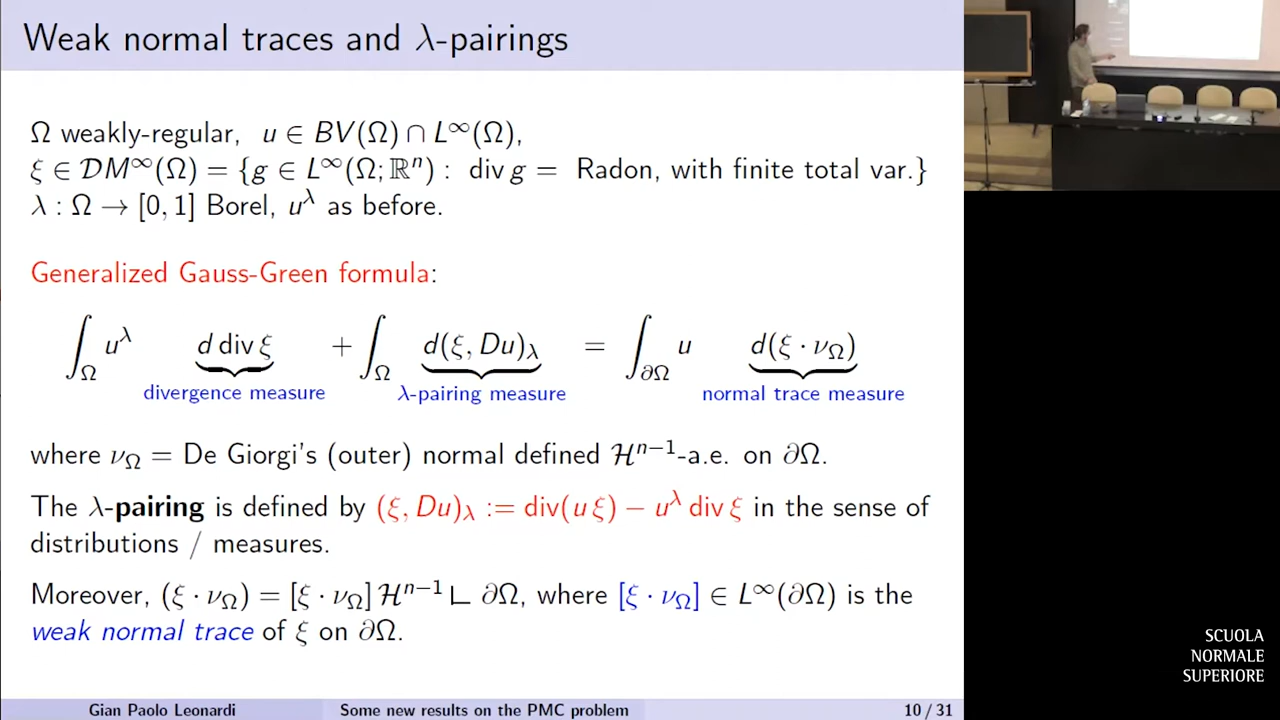 Weak normal traces and λ-pairings
Ω weakly-regular, u ∈ BV(Ω) ∩ L^∞(Ω),
ξ ∈ 𝒟ℳ^∞(Ω) = {g ∈ L^∞(Ω; ℝⁿ) : div g = Radon, with finite total var.}
λ : Ω → [0, 1] Borel, u^λ as before.
Generalized Gauss-Green formula:
∫_Ω u^λ d div ξ + ∫_Ω d(ξ, Du)_λ = ∫_∂Ω u d(ξ · ν_Ω)
divergence measure λ-pairing measure normal trace measure
where ν_Ω = De Giorgi's (outer) normal defined ℋ^{n−1}-a.e. on ∂Ω.
The λ-pairing is defined by (ξ, Du)_λ := div(u ξ) − u^λ div ξ in the sense of
distributions / measures.
Moreover, (ξ · ν_Ω) = [ξ · ν_Ω] ℋ^{n−1} ∟ ∂Ω, where [ξ · ν_Ω] ∈ L^∞(∂Ω) is the
weak normal trace of ξ on ∂Ω.
Gian Paolo Leonardi Some new results on the PMC problem 10 / 31
SCUOLA
NORMALE
SUPERIORE